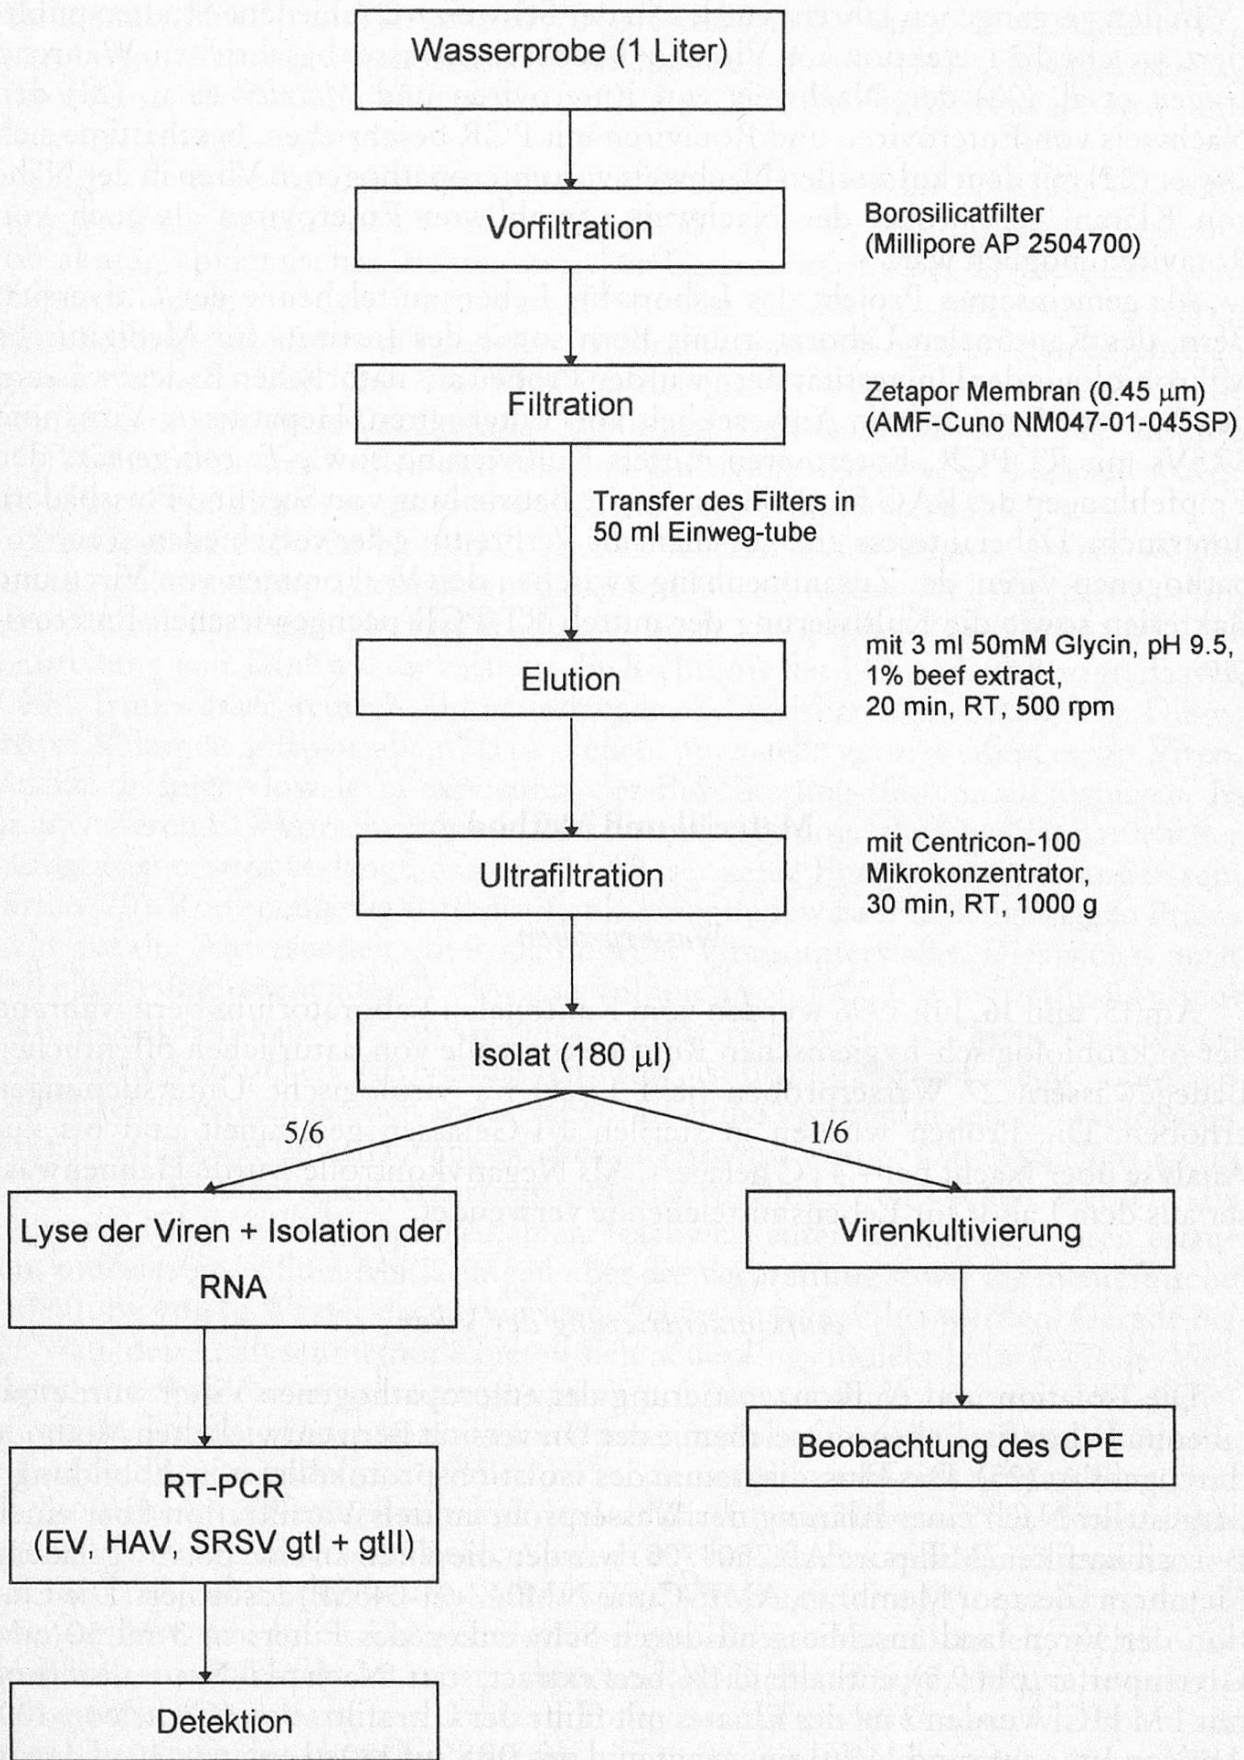 Wasserprobe (1 Liter)
Vorfiltration
Borosilicatfilter
(Millipore AP 2504700)
Filtration
Zetapor Membran (0.45 µm)
(AMF-Cuno NM047-01-045SP)
Transfer des Filters in
50 ml Einweg-tube
Elution
mit 3 ml 50mM Glycin, pH 9.5,
1% beef extract,
20 min, RT, 500 rpm
Ultrafiltration
mit Centricon-100
Mikrokonzentrator,
30 min, RT, 1000 g
Isolat (180 µl)
5/6
1/6
Lyse der Viren + Isolation der
RNA
Virenkultivierung
RT-PCR
(EV, HAV, SRSV gtI + gtII)
Beobachtung des CPE
Detektion